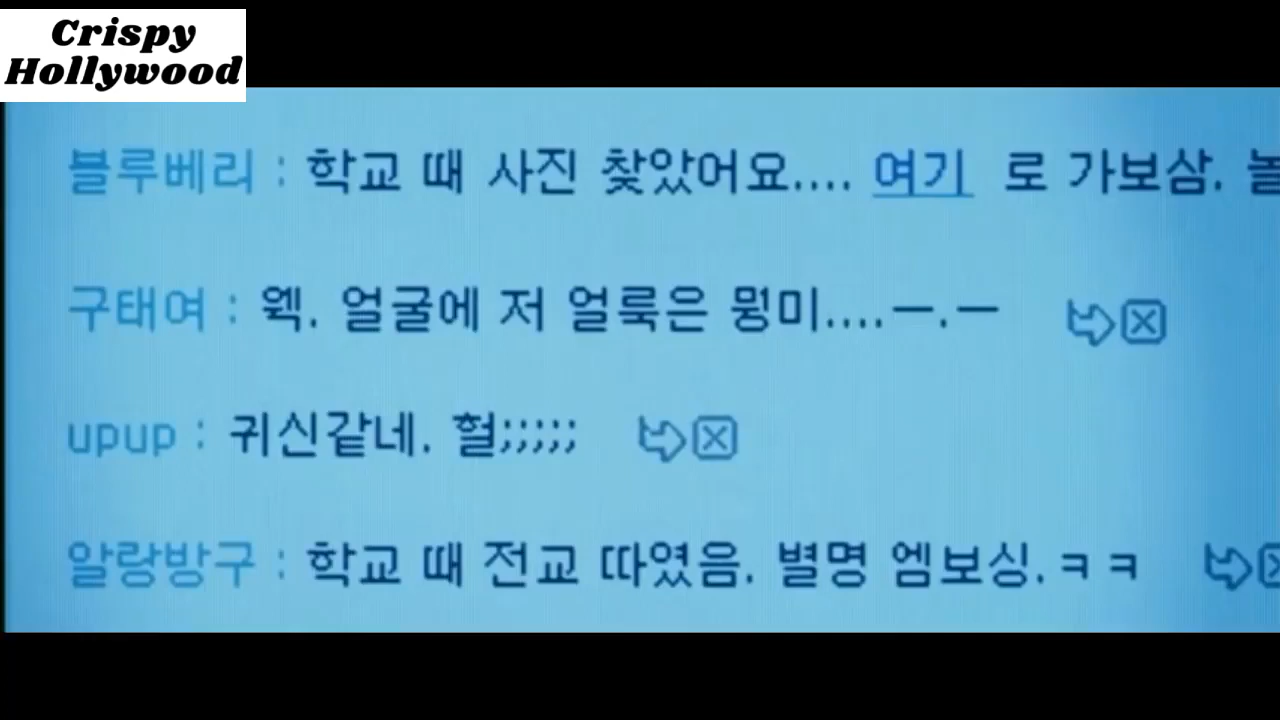 Crispy
Hollywood
블루베리 : 학교 때 사진 찾았어요.... 여기 로 가보삼.
구태여 : 웩. 얼굴에 저 얼룩은 뭥미....ㅡ.ㅡ
upup : 귀신같네. 헐;;;;;
알랑방구 : 학교 때 전교 따였음. 별명 엠보싱.ㅋㅋ